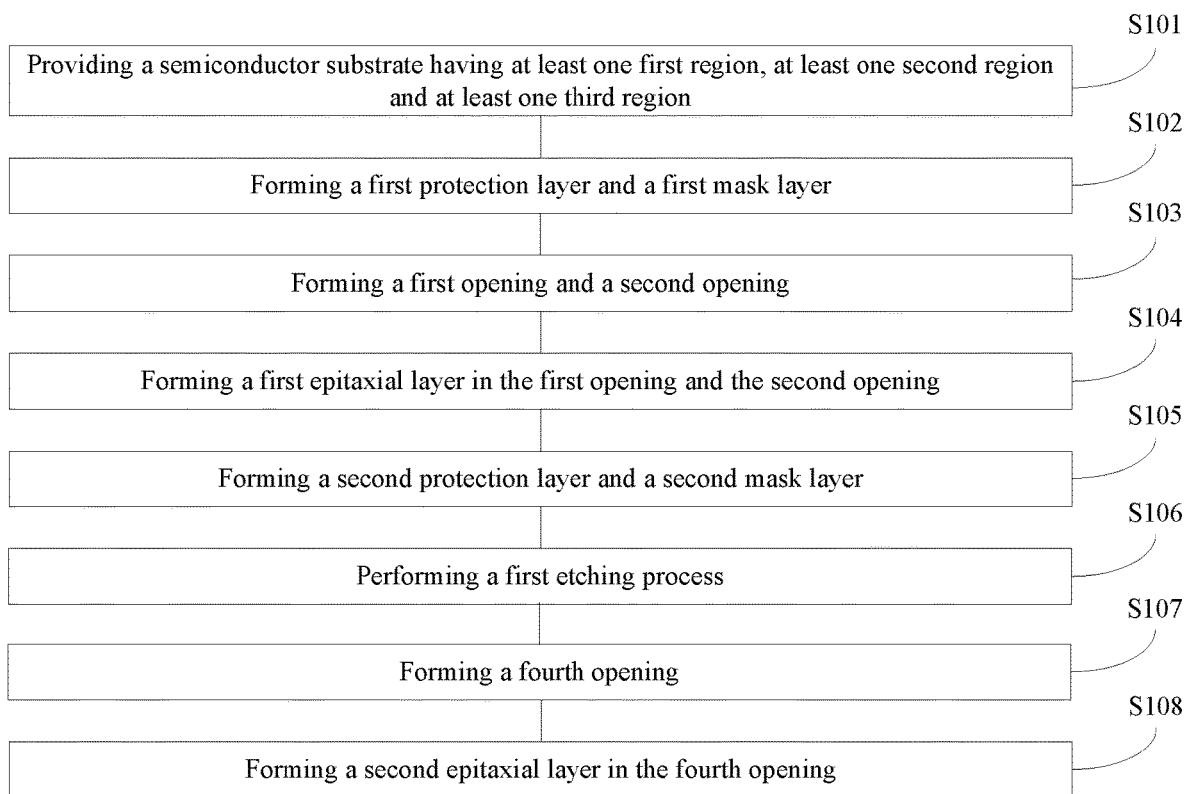 S101
Providing a semiconductor substrate having at least one first region, at least one second region
and at least one third region
S102
Forming a first protection layer and a first mask layer
S103
Forming a first opening and a second opening
S104
Forming a first epitaxial layer in the first opening and the second opening
S105
Forming a second protection layer and a second mask layer
S106
Performing a first etching process
S107
Forming a fourth opening
S108
Forming a second epitaxial layer in the fourth opening